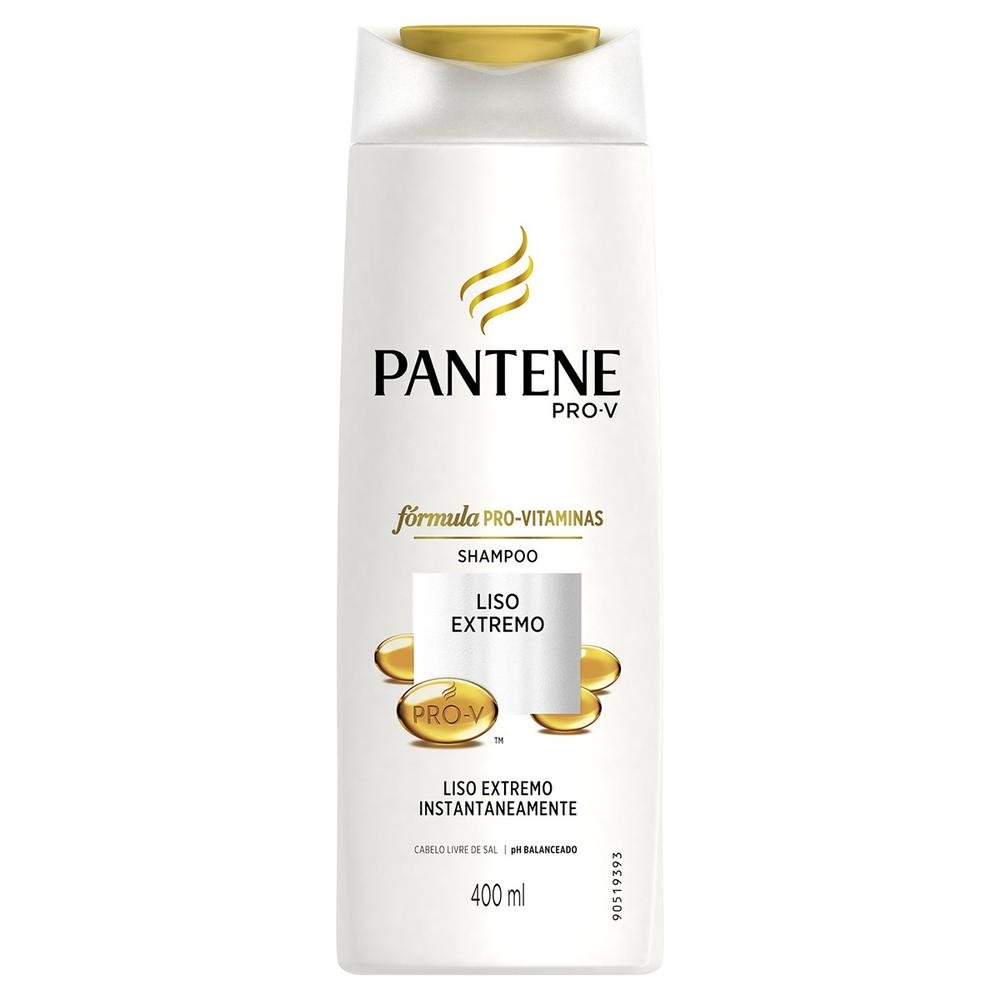 PANTENE
PRO-V
fórmula PRO-VITAMINAS
SHAMPOO
LISO
EXTREMO
PRO-V
TM
LISO EXTREMO
INSTANTANEAMENTE
CABELO LIVRE DE SAL | pH BALANCEADO
400 ml
90519393